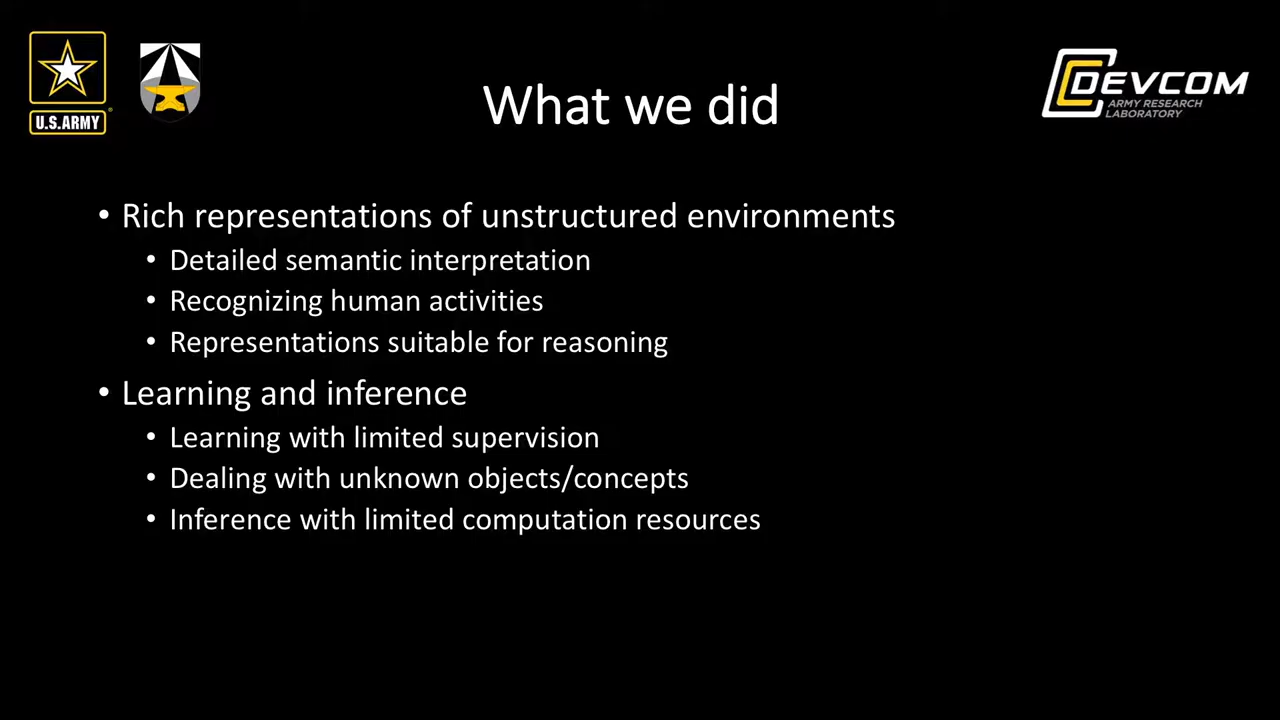 U.S.ARMY
DEVCOM
ARMY RESEARCH
LABORATORY
What we did
• Rich representations of unstructured environments
• Detailed semantic interpretation
• Recognizing human activities
• Representations suitable for reasoning
• Learning and inference
• Learning with limited supervision
• Dealing with unknown objects/concepts
• Inference with limited computation resources